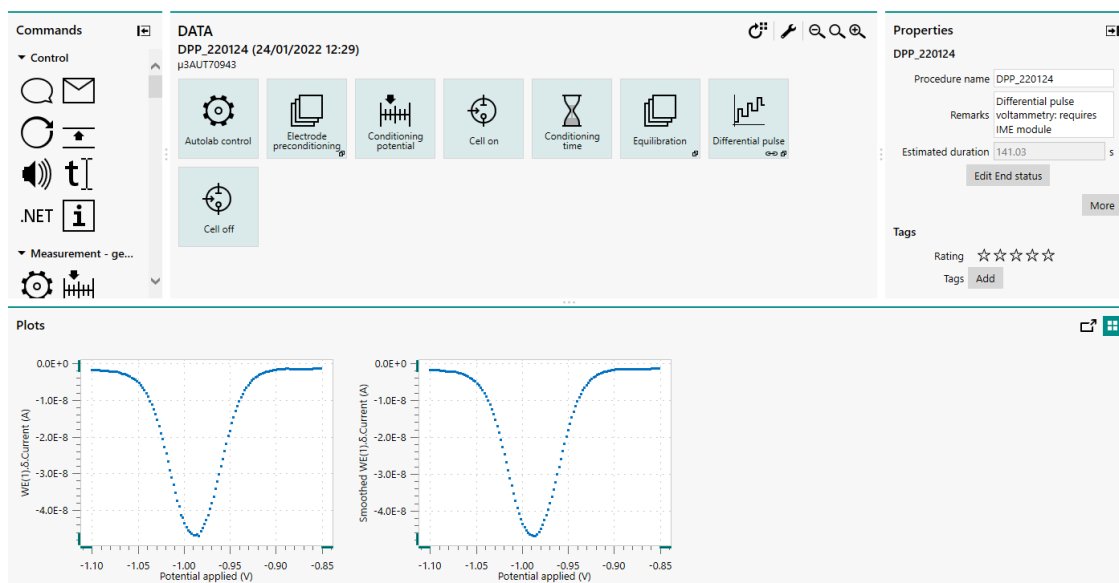 Commands
Control
t
.NET
i
Measurement - ge...
DATA
DPP_220124 (24/01/2022 12:29)
µ3AUT70943
Autolab control
Electrode
preconditioning
Conditioning
potential
Cell on
Conditioning
time
Equilibration
Differential pulse
Cell off
Properties
DPP_220124
Procedure name DPP_220124
Remarks Differential pulse
voltammetry: requires
IME module
Estimated duration 141.03 s
Edit End status
More
Tags
Rating
Tags Add
Plots
WE(1).δ.Current (A)
0.0E+0
-1.0E-8
-2.0E-8
-3.0E-8
-4.0E-8
-1.10 -1.05 -1.00 -0.95 -0.90 -0.85
Potential applied (V)
Smoothed WE(1).δ.Current (A)
0.0E+0
-1.0E-8
-2.0E-8
-3.0E-8
-4.0E-8
-1.10 -1.05 -1.00 -0.95 -0.90 -0.85
Potential applied (V)